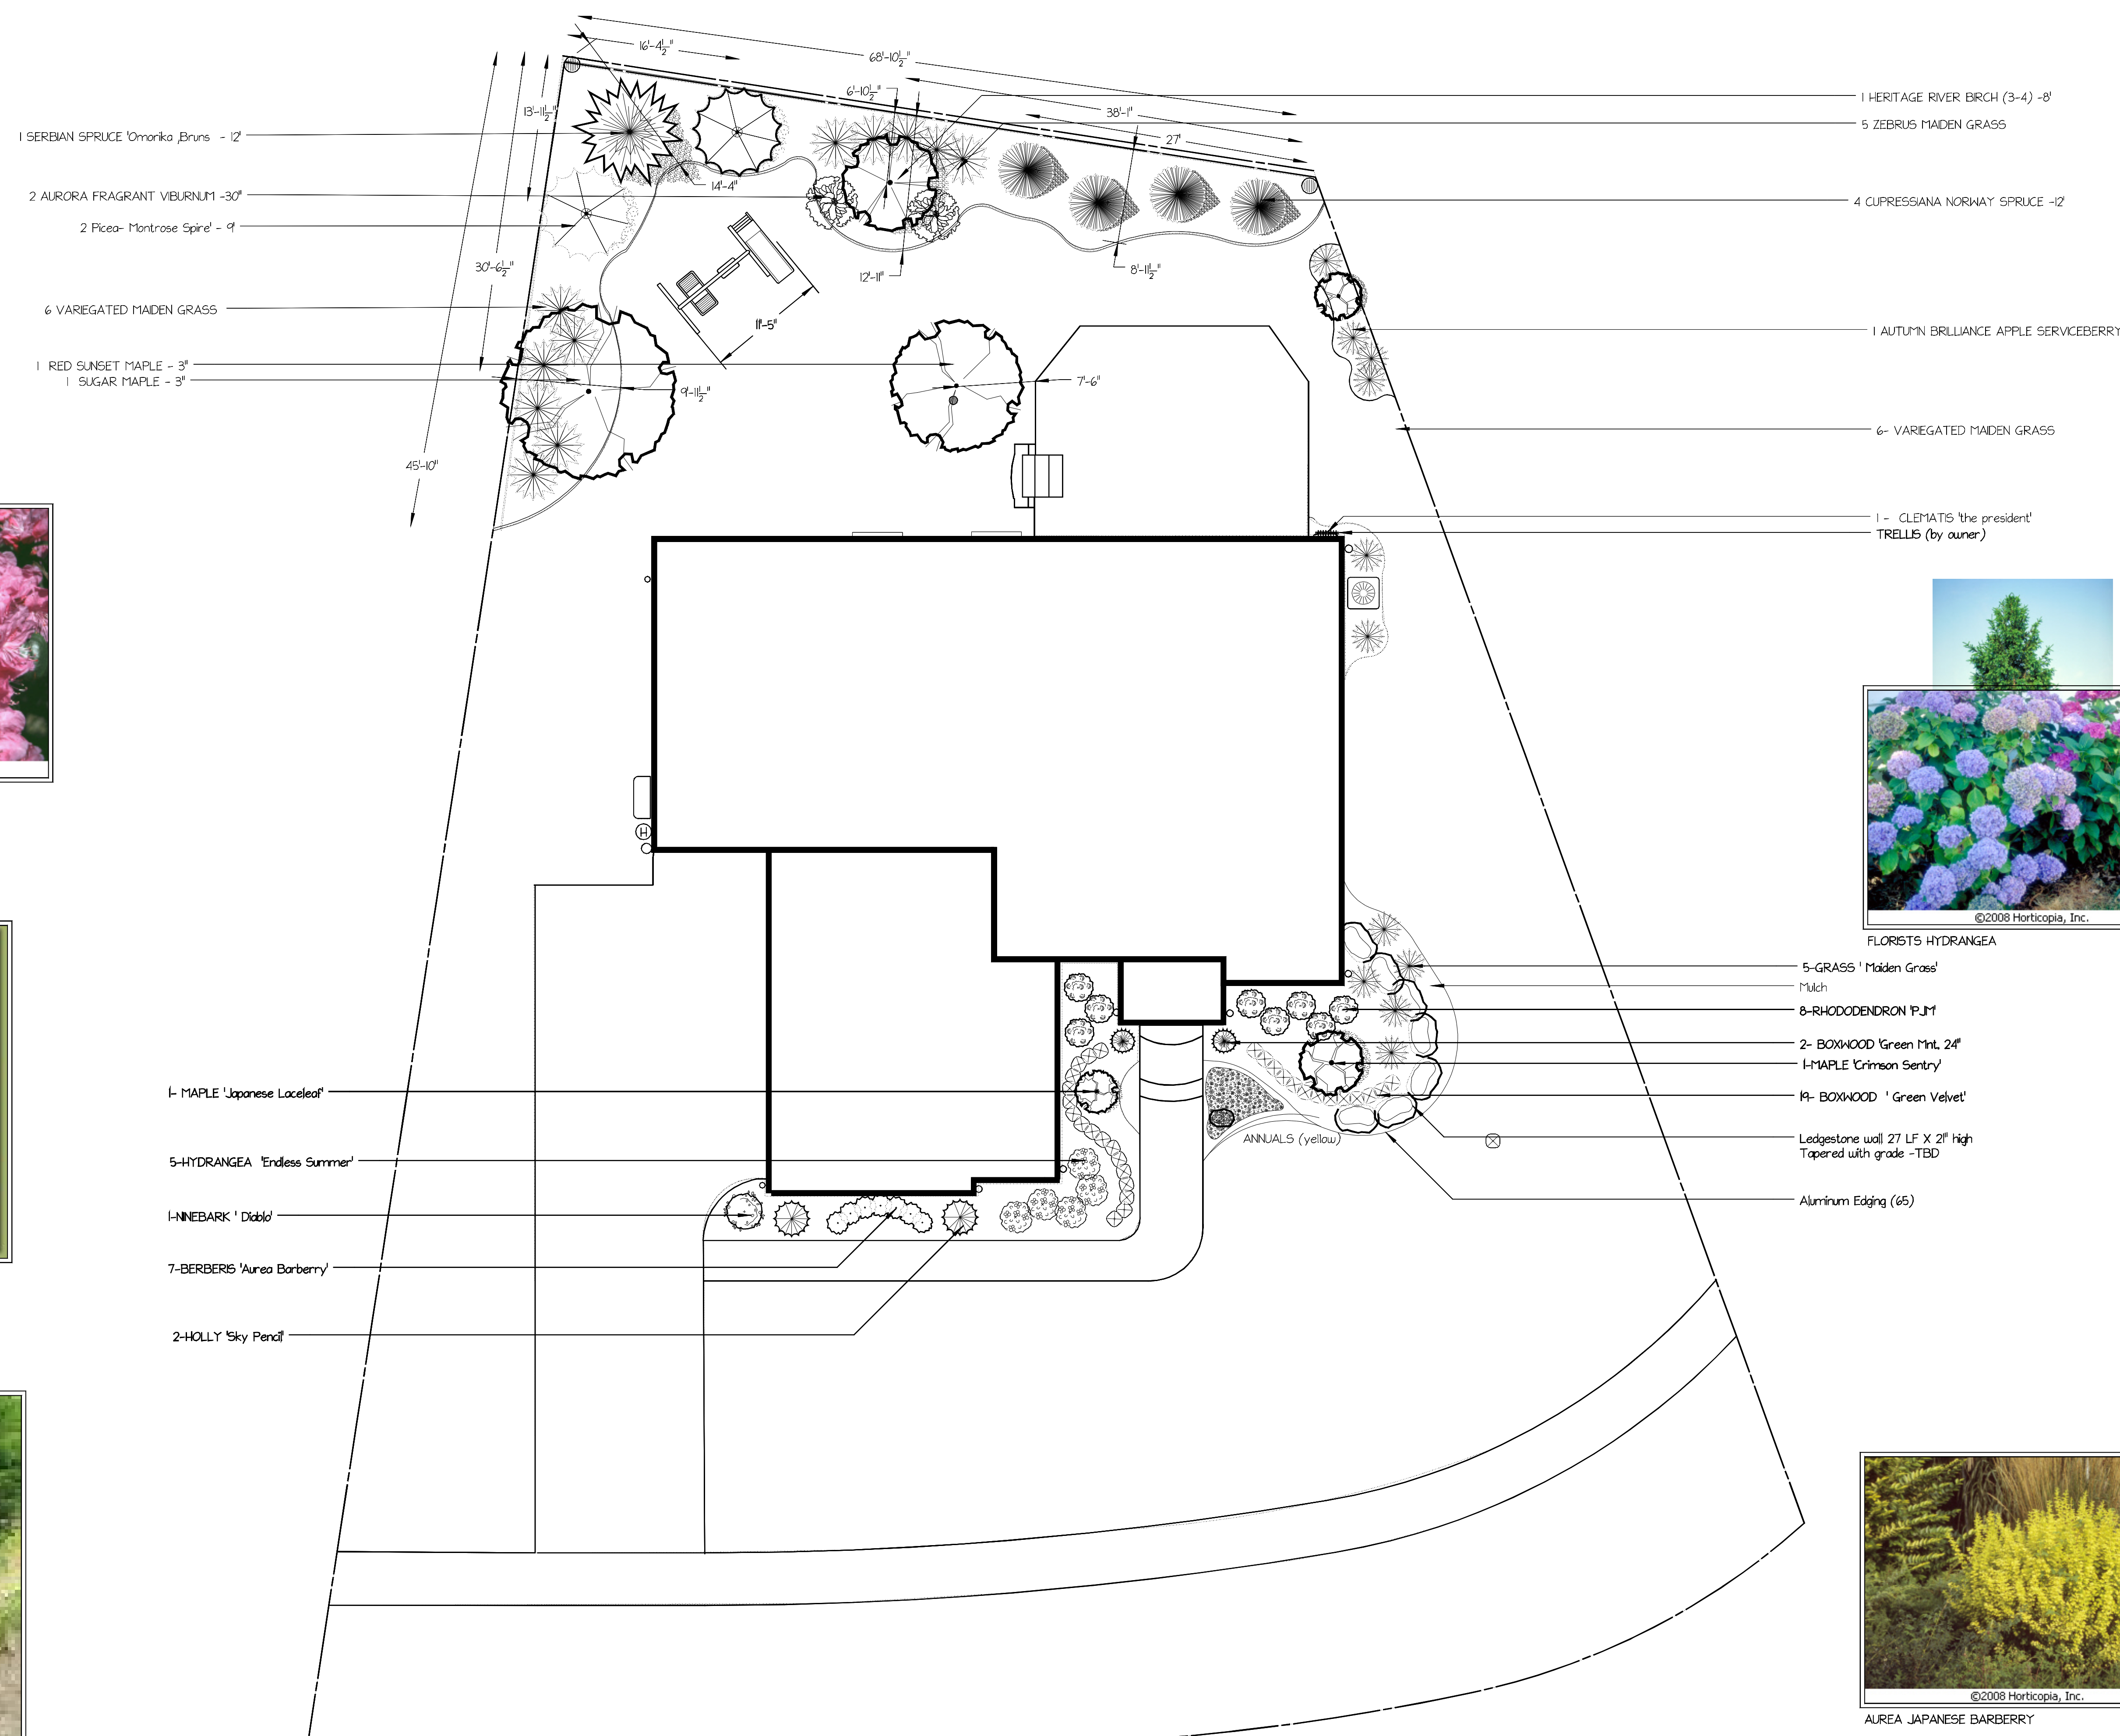 16'-4½"
68'-10½"
13'-11½"
6'-10½"
38'-1"
27'
1 SERBIAN SPRUCE 'Omorika ,Bruns - 12'
14'-4"
2 AURORA FRAGRANT VIBURNUM -30"
2 Picea- Montrose Spire' - 9'
30'-6½"
12'-11"
8'-11½"
6 VARIEGATED MAIDEN GRASS
11'-5"
1 RED SUNSET MAPLE - 3"
1 SUGAR MAPLE - 3"
9'-11½"
7'-6"
45'-10"
1 HERITAGE RIVER BIRCH (3-4) -8'
5 ZEBRUS MAIDEN GRASS
4 CUPRESSIANA NORWAY SPRUCE -12'
1 AUTUMN BRILLIANCE APPLE SERVICEBERRY
6- VARIEGATED MAIDEN GRASS
1 - CLEMATIS 'the president'
TRELLIS (by owner)
H
©2008 Horticopia, Inc.
FLORISTS HYDRANGEA
5-GRASS ' Maiden Grass'
Mulch
8-RHODODENDRON 'PJM'
2- BOXWOOD 'Green Mnt. 24"
1-MAPLE 'Crimson Sentry'
19- BOXWOOD ' Green Velvet'
Ledgestone wall 27 LF X 21" high
Tapered with grade -TBD
Aluminum Edging (65)
ANNUALS (yellow)
1- MAPLE 'Japanese Laceleaf'
5-HYDRANGEA 'Endless Summer'
1-NINEBARK ' Diablo'
7-BERBERIS 'Aurea Barberry'
2-HOLLY 'Sky Pencil'
©2008 Horticopia, Inc.
AUREA JAPANESE BARBERRY